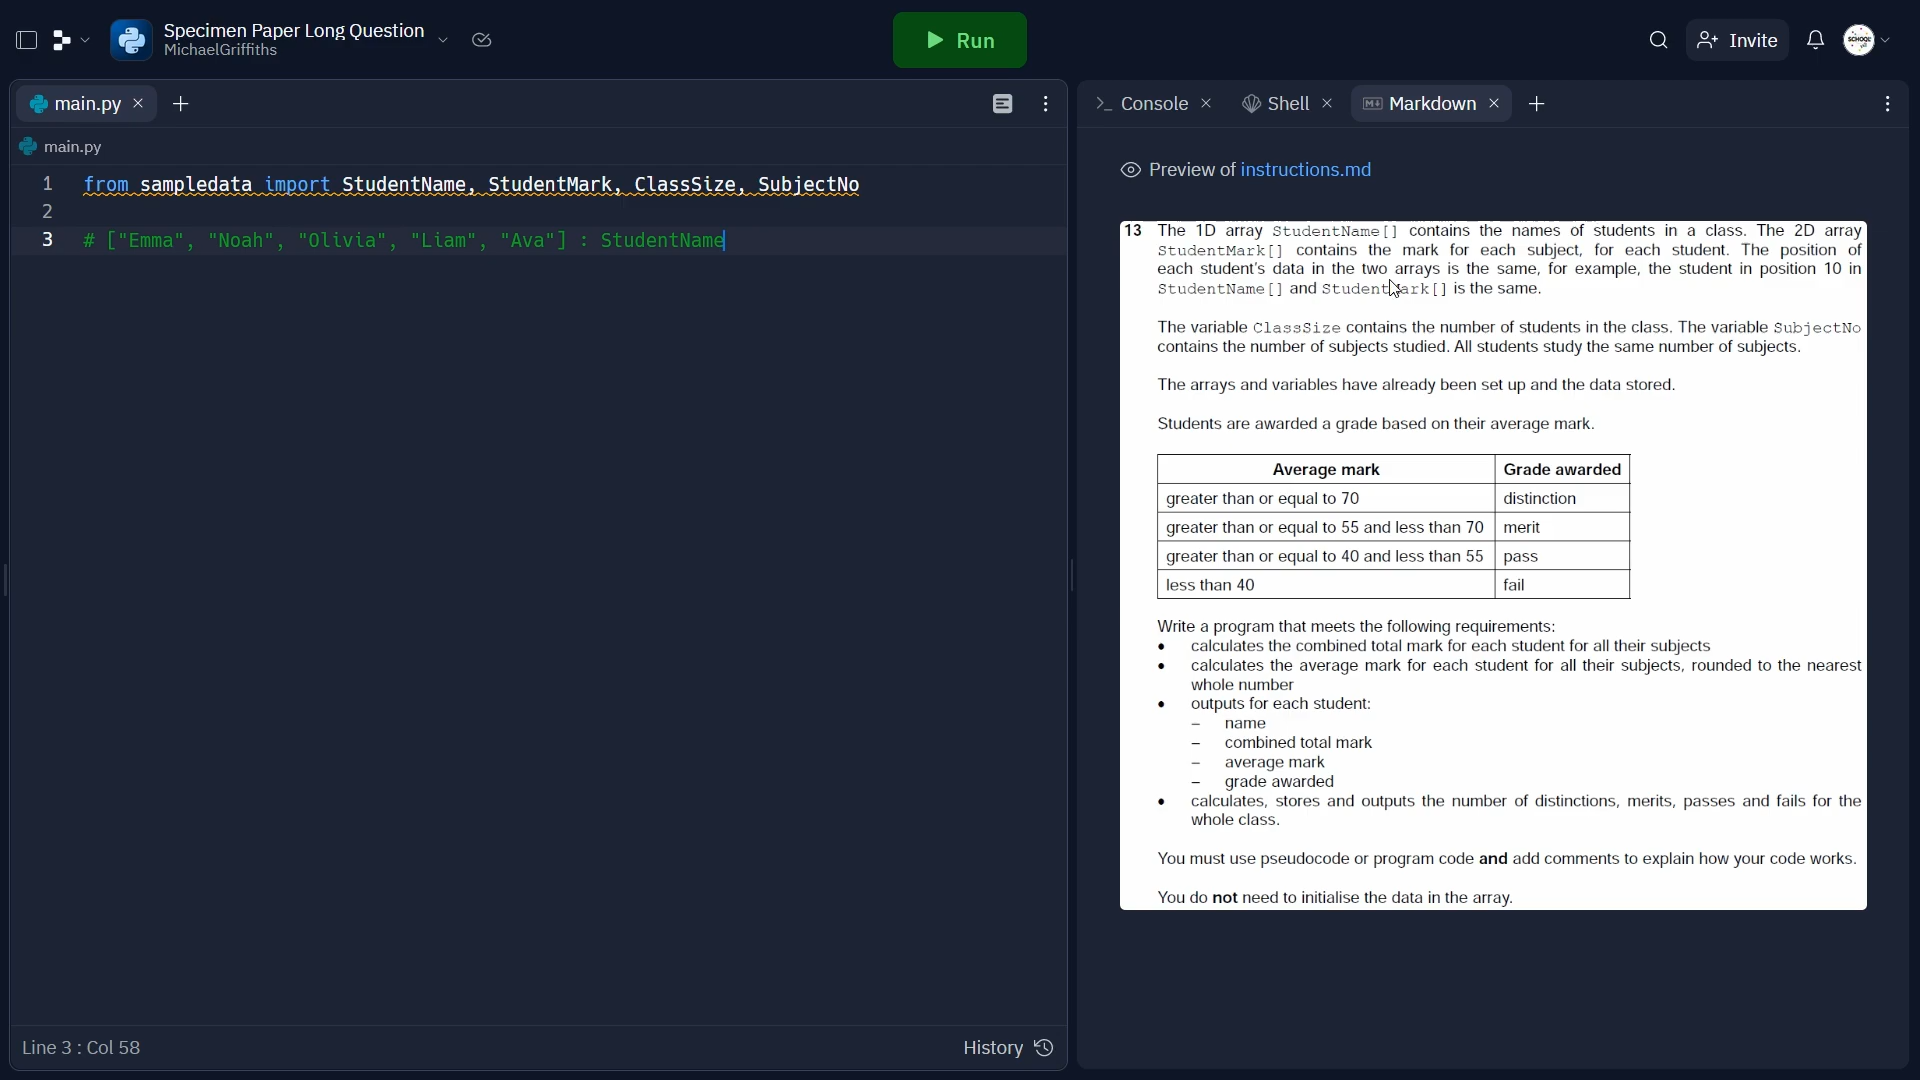 Specimen Paper Long Question
MichaelGriffiths
Run
Invite
SCHOOL
main.py
main.py
1 from sampledata import StudentName, StudentMark, ClassSize, SubjectNo
2
3 # ["Emma", "Noah", "Olivia", "Liam", "Ava"] : StudentName
Line 3 : Col 58
History
Console
Shell
Markdown
Preview of instructions.md
13 The 1D array StudentName[] contains the names of students in a class. The 2D array
StudentMark[] contains the mark for each subject, for each student. The position of
each student's data in the two arrays is the same, for example, the student in position 10 in
StudentName[] and StudentMark[] is the same.
The variable ClassSize contains the number of students in the class. The variable SubjectNo
contains the number of subjects studied. All students study the same number of subjects.
The arrays and variables have already been set up and the data stored.
Students are awarded a grade based on their average mark.
Average mark Grade awarded
greater than or equal to 70 distinction
greater than or equal to 55 and less than 70 merit
greater than or equal to 40 and less than 55 pass
less than 40 fail
Write a program that meets the following requirements:
• calculates the combined total mark for each student for all their subjects
• calculates the average mark for each student for all their subjects, rounded to the nearest
whole number
• outputs for each student:
– name
– combined total mark
– average mark
– grade awarded
• calculates, stores and outputs the number of distinctions, merits, passes and fails for the
whole class.
You must use pseudocode or program code and add comments to explain how your code works.
You do not need to initialise the data in the array.